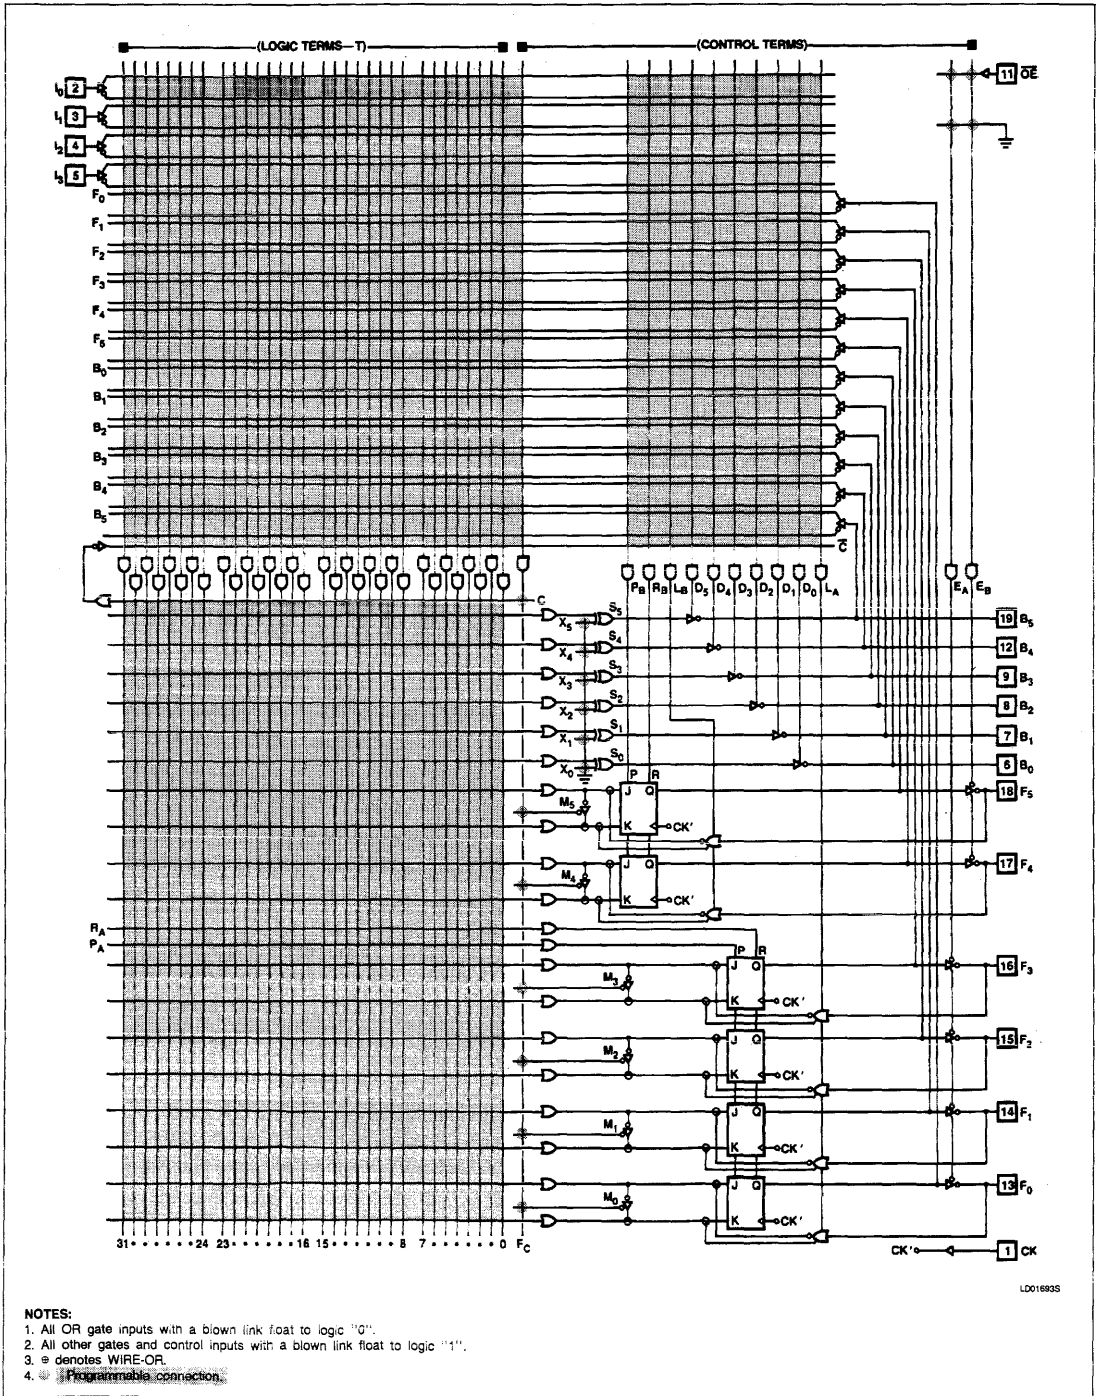 (LOGIC TERMS—T)
(CONTROL TERMS)
I0 2
11 OE
I1 3
I2 4
I3 5
F0
F1
F2
F3
F4
F5
B0
B1
B2
B3
B4
B5
C
PB RB LB D5 D4 D3 D2 D1 D0 LA EA EB
C
X5 S5 19 B5
X4 S4 12 B4
X3 S3 9 B3
X2 S2 8 B2
X1 S1 7 B1
X0 S0 6 B0
P R
J Q 18 F5
M5
K CK'
J Q 17 F4
M4
K CK'
RA
PA
P R
J Q 16 F3
M3
K CK'
J Q 15 F2
M2
K CK'
J Q 14 F1
M1
K CK'
J Q 13 F0
M0
K CK'
31 • • • • • • 24 23 • • • • • • 16 15 • • • • • • 8 7 • • • • • • 0 FC
CK' 1 CK
LD01693S
NOTES:
1. All OR gate inputs with a blown link float to logic "0".
2. All other gates and control inputs with a blown link float to logic "1".
3. ⊕ denotes WIRE-OR.
4. Programmable connection.